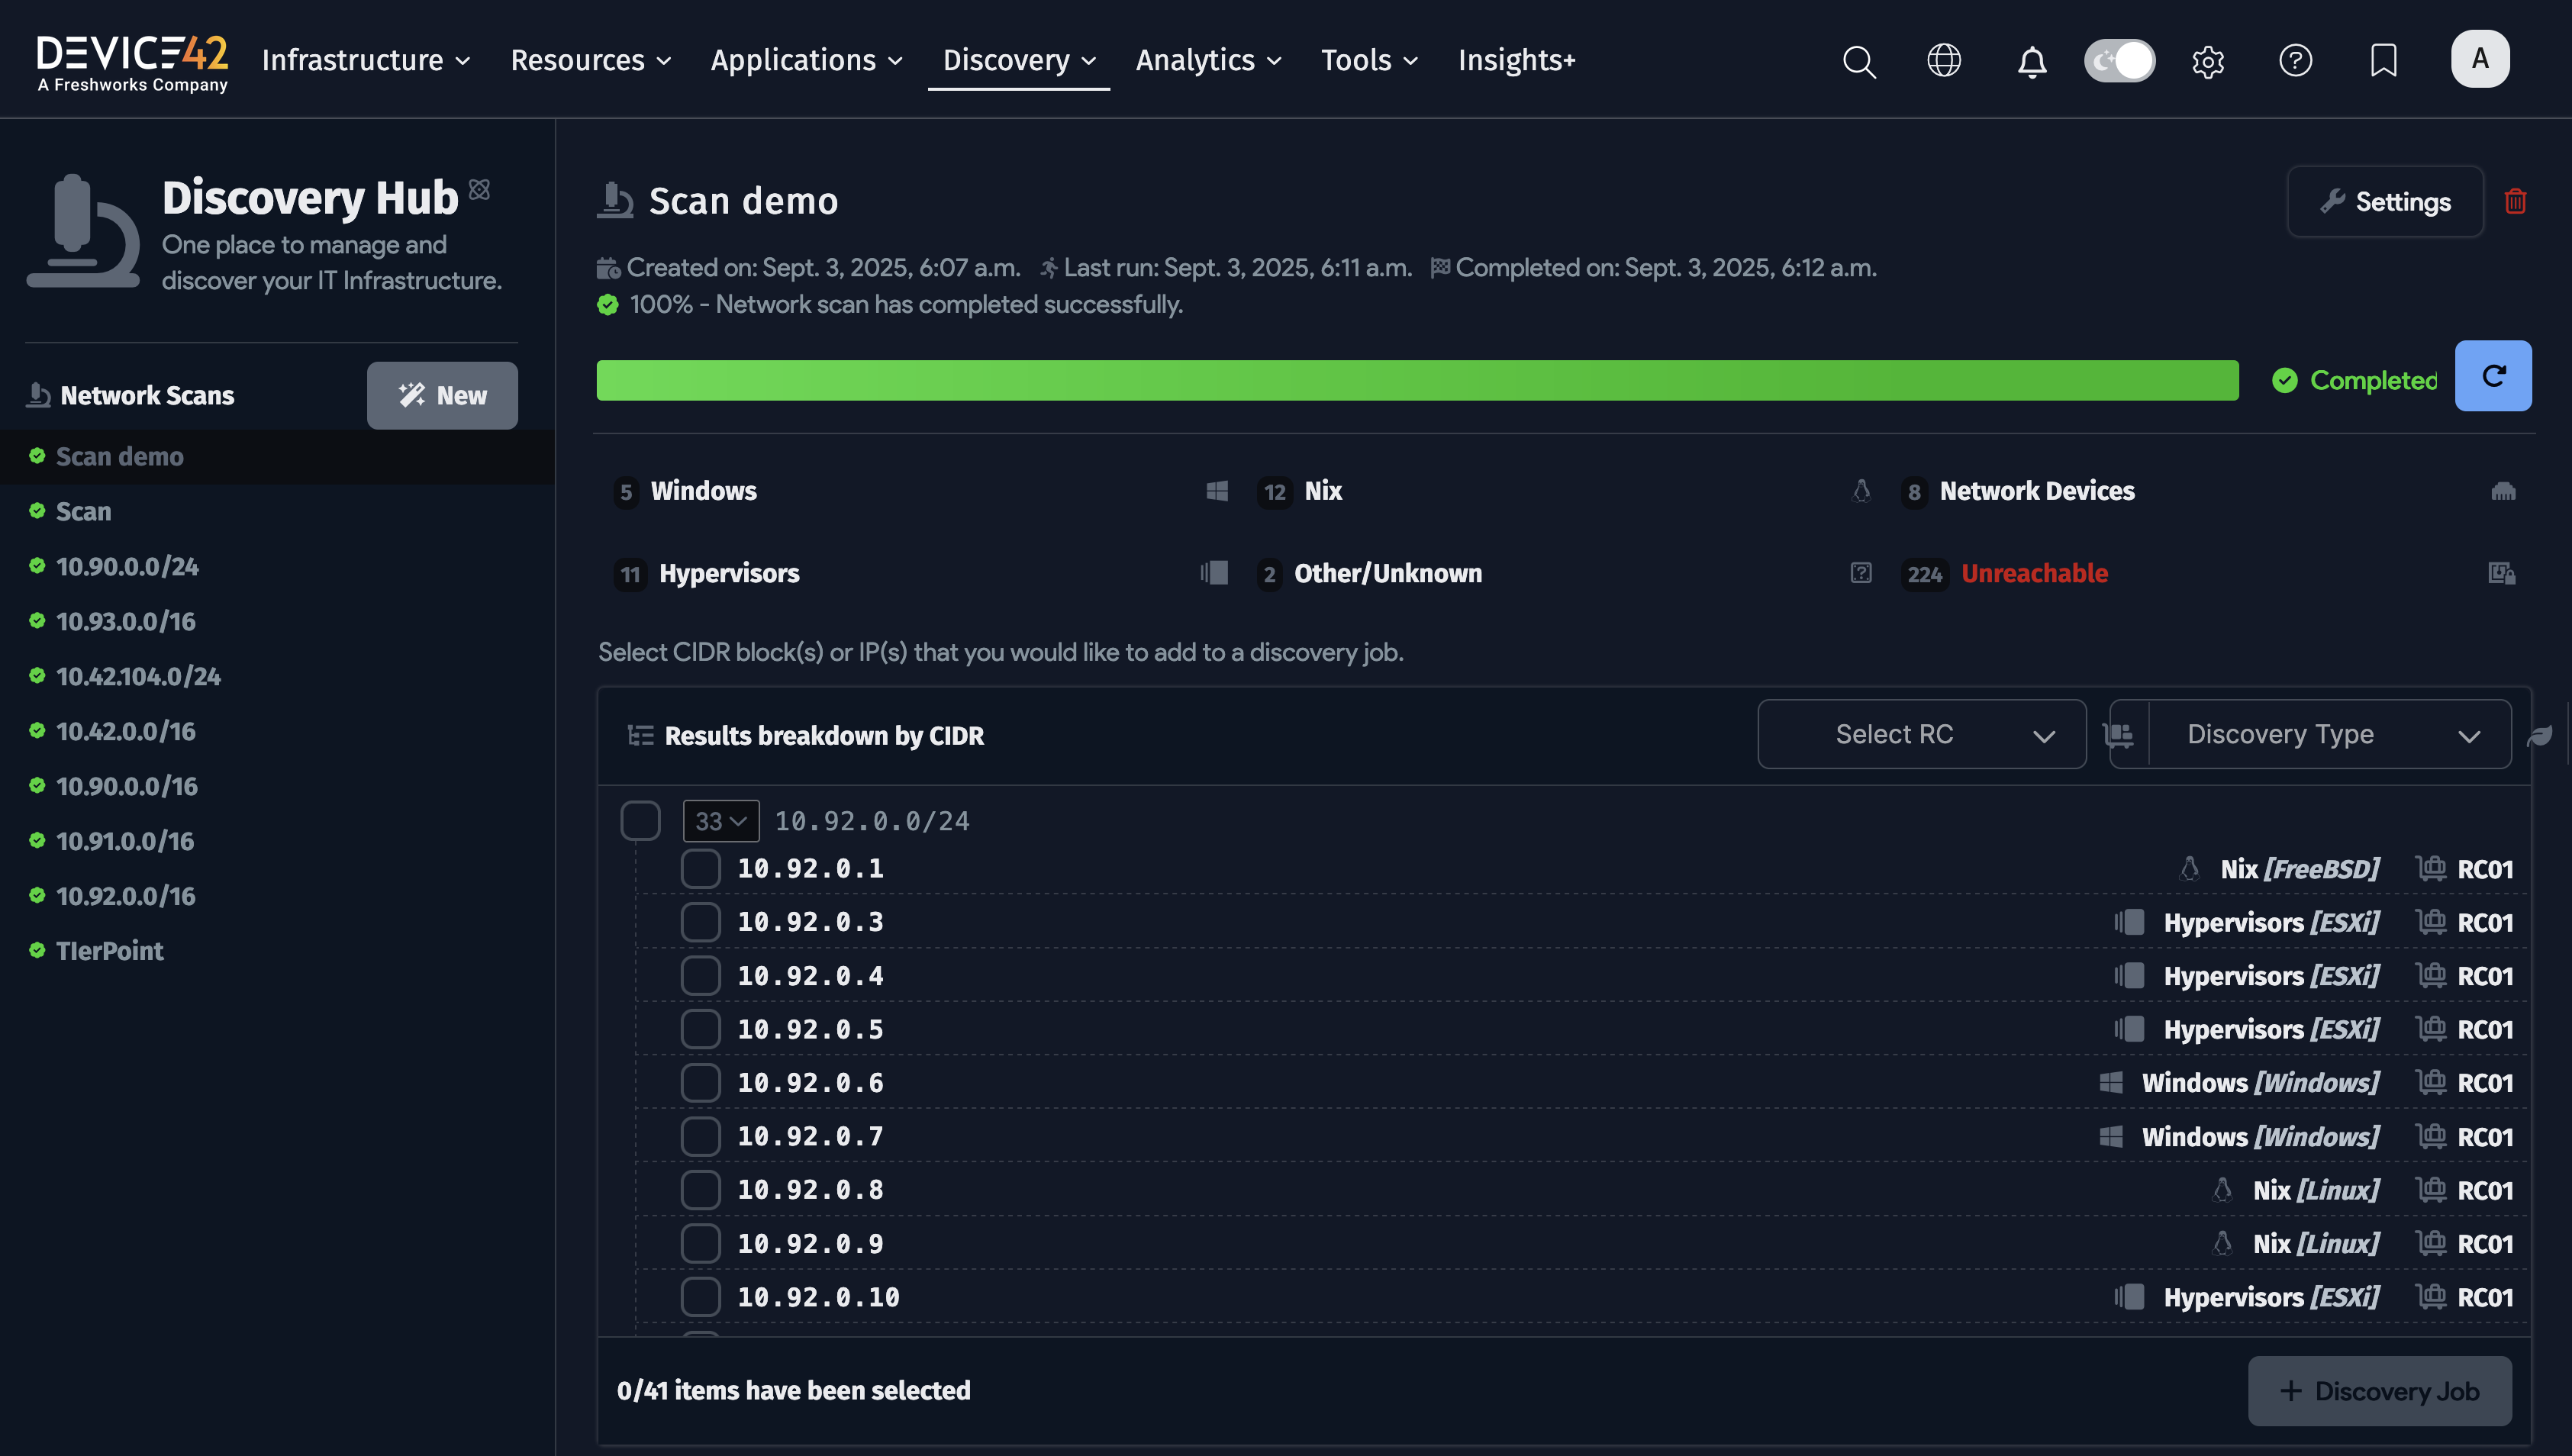 DEVICE42
A Freshworks Company
Infrastructure Resources Applications Discovery Analytics Tools Insights+
A
Discovery Hub
One place to manage and
discover your IT Infrastructure.
Network Scans
New
Scan demo
Scan
10.90.0.0/24
10.93.0.0/16
10.42.104.0/24
10.42.0.0/16
10.90.0.0/16
10.91.0.0/16
10.92.0.0/16
TIerPoint
Scan demo
Settings
Created on: Sept. 3, 2025, 6:07 a.m. Last run: Sept. 3, 2025, 6:11 a.m. Completed on: Sept. 3, 2025, 6:12 a.m.
100% - Network scan has completed successfully.
Completed
5 Windows 12 Nix 8 Network Devices
11 Hypervisors 2 Other/Unknown 224 Unreachable
Select CIDR block(s) or IP(s) that you would like to add to a discovery job.
Results breakdown by CIDR Select RC Discovery Type
33 10.92.0.0/24
10.92.0.1 Nix [FreeBSD] RC01
10.92.0.3 Hypervisors [ESXi] RC01
10.92.0.4 Hypervisors [ESXi] RC01
10.92.0.5 Hypervisors [ESXi] RC01
10.92.0.6 Windows [Windows] RC01
10.92.0.7 Windows [Windows] RC01
10.92.0.8 Nix [Linux] RC01
10.92.0.9 Nix [Linux] RC01
10.92.0.10 Hypervisors [ESXi] RC01
0/41 items have been selected
+ Discovery Job